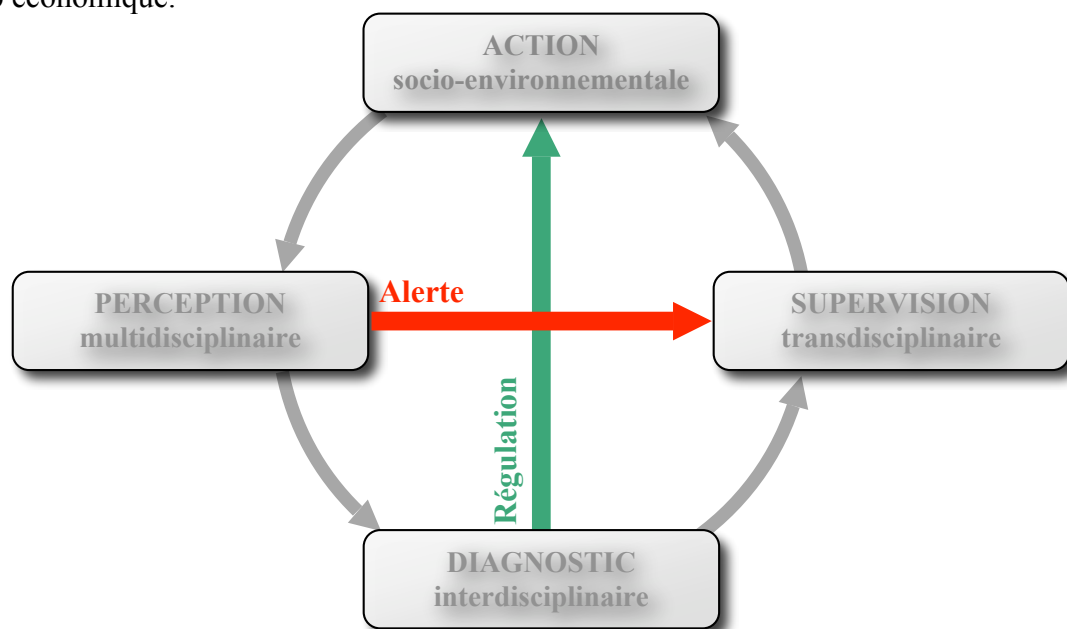 économique.
ACTION
socio-environnementale
Alerte
PERCEPTION
multidisciplinaire
SUPERVISION
transdisciplinaire
Régulation
DIAGNOSTIC
interdisciplinaire